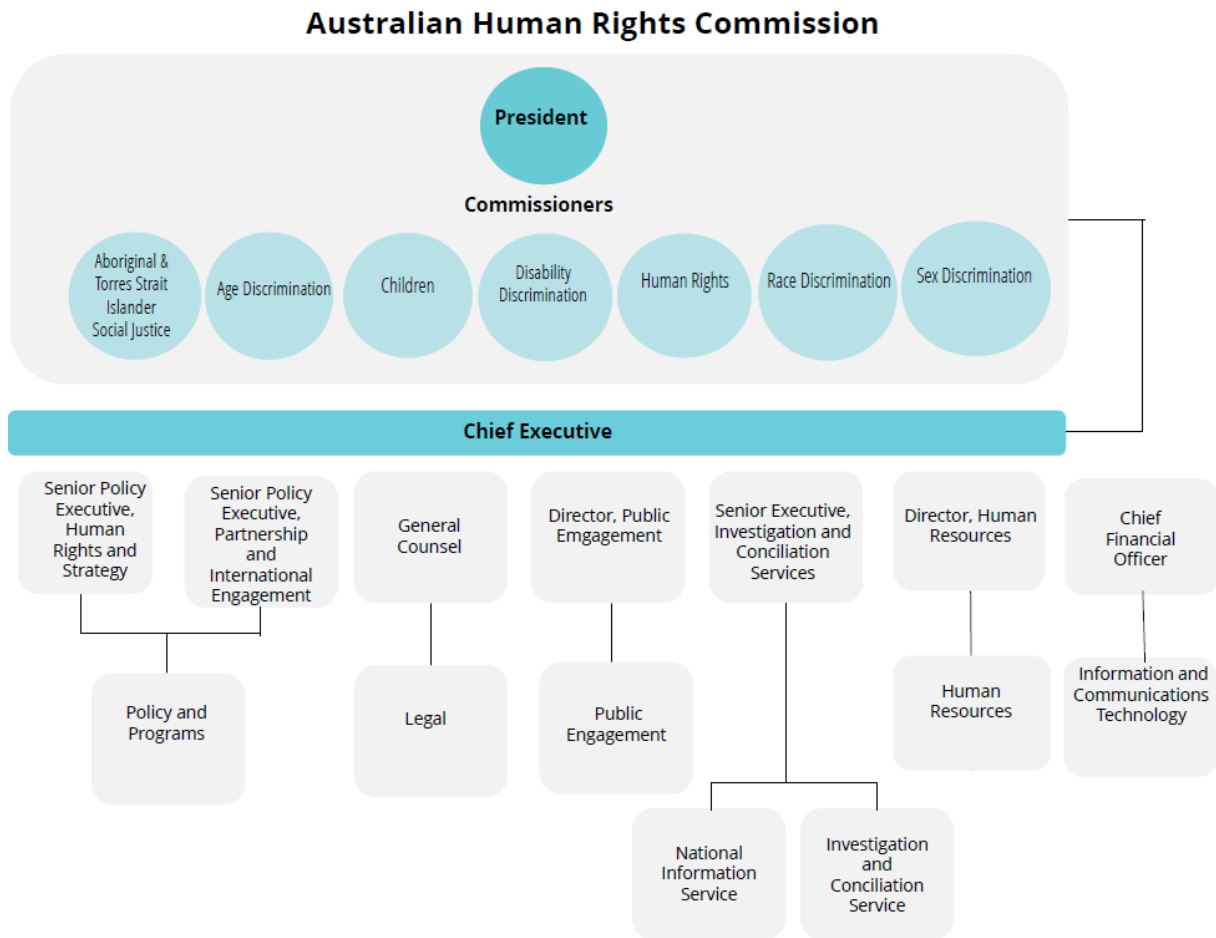 Australian Human Rights Commission
President
Commissioners
Aboriginal &
Torres Strait
Islander
Social Justice
Age Discrimination
Children
Disability
Discrimination
Human Rights
Race Discrimination
Sex Discrimination
Chief Executive
Senior Policy
Executive,
Human
Rights and
Strategy
Senior Policy
Executive,
Partnership
and
International
Engagement
General
Counsel
Director, Public
Emgagement
Senior Executive,
Investigation and
Conciliation
Services
Director, Human
Resources
Chief
Financial
Officer
Policy and
Programs
Legal
Public
Engagement
Human
Resources
Information and
Communications
Technology
National
Information
Service
Investigation
and
Conciliation
Service